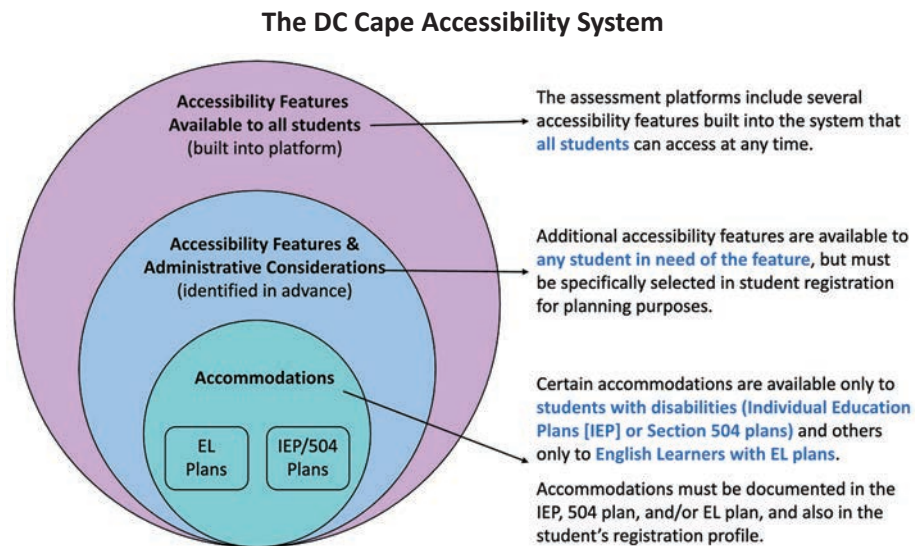 The DC Cape Accessibility System
Accessibility Features
Available to all students
(built into platform)
The assessment platforms include several
accessibility features built into the system that
all students can access at any time.
Accessibility Features &
Administrative Considerations
(identified in advance)
Additional accessibility features are available to
any student in need of the feature, but must
be specifically selected in student registration
for planning purposes.
Accommodations
EL
Plans
IEP/504
Plans
Certain accommodations are available only to
students with disabilities (Individual Education
Plans [IEP] or Section 504 plans) and others
only to English Learners with EL plans.
Accommodations must be documented in the
IEP, 504 plan, and/or EL plan, and also in the
student's registration profile.